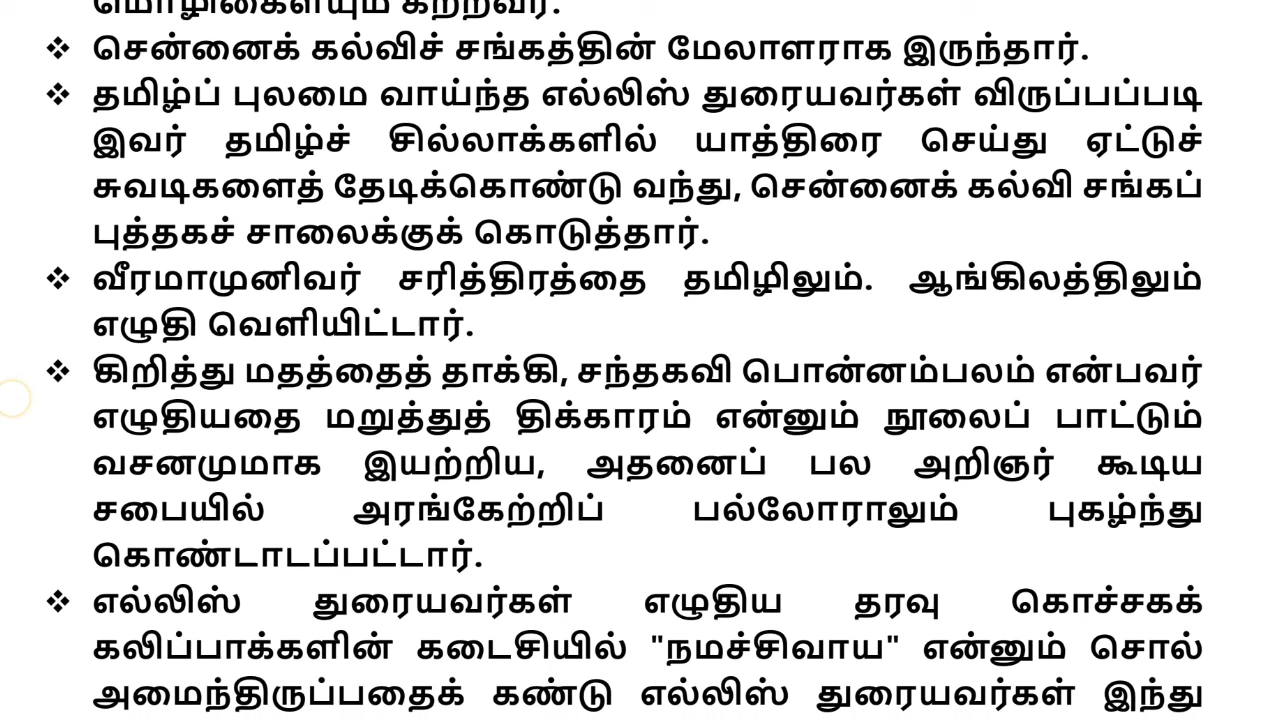 மொழிகளையும் கற்றவர்.
❖ சென்னைக் கல்விச் சங்கத்தின் மேலாளராக இருந்தார்.
❖ தமிழ்ப் புலமை வாய்ந்த எல்லிஸ் துரையவர்கள் விருப்பப்படி
இவர் தமிழ்ச் சில்லாக்களில் யாத்திரை செய்து ஏட்டுச்
சுவடிகளைத் தேடிக்கொண்டு வந்து, சென்னைக் கல்வி சங்கப்
புத்தகச் சாலைக்குக் கொடுத்தார்.
❖ வீரமாமுனிவர் சரித்திரத்தை தமிழிலும். ஆங்கிலத்திலும்
எழுதி வெளியிட்டார்.
❖ கிறித்து மதத்தைத் தாக்கி, சந்தகவி பொன்னம்பலம் என்பவர்
எழுதியதை மறுத்துத் திக்காரம் என்னும் நூலைப் பாட்டும்
வசனமுமாக இயற்றிய, அதனைப் பல அறிஞர் கூடிய
சபையில் அரங்கேற்றிப் பல்லோராலும் புகழ்ந்து
கொண்டாடப்பட்டார்.
❖ எல்லிஸ் துரையவர்கள் எழுதிய தரவு கொச்சகக்
கலிப்பாக்களின் கடைசியில் "நமச்சிவாய" என்னும் சொல்
அமைந்திருப்பதைக் கண்டு எல்லிஸ் துரையவர்கள் இந்து